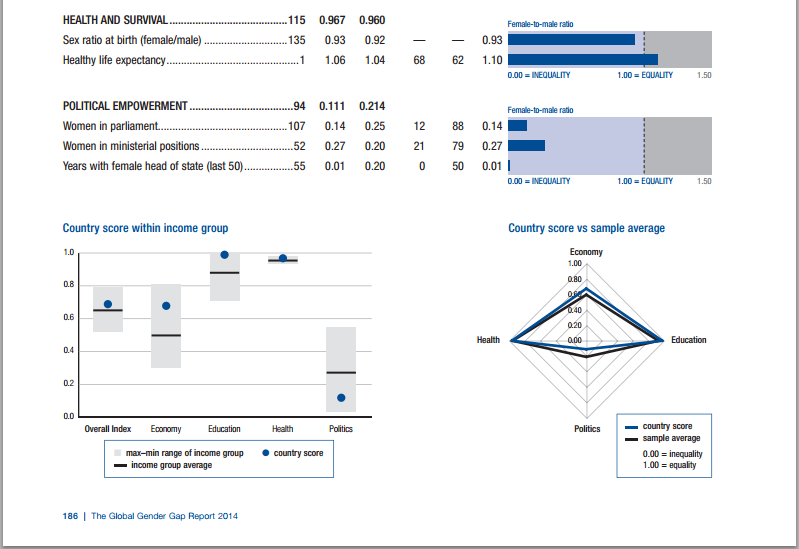 HEALTH AND SURVIVAL.......................................115 0.967 0.960
Sex ratio at birth (female/male) ............................135 0.93 0.92 — — 0.93
Healthy life expectancy............................................1 1.06 1.04 68 62 1.10
Female-to-male ratio
0.00 = INEQUALITY 1.00 = EQUALITY 1.50
POLITICAL EMPOWERMENT ...................................94 0.111 0.214
Women in parliament...........................................107 0.14 0.25 12 88 0.14
Women in ministerial positions ..............................52 0.27 0.20 21 79 0.27
Years with female head of state (last 50).................55 0.01 0.20 0 50 0.01
Female-to-male ratio
0.00 = INEQUALITY 1.00 = EQUALITY 1.50
Country score within income group
1.0
0.8
0.6
0.4
0.2
0.0
Overall Index Economy Education Health Politics
max–min range of income group country score
income group average
Country score vs sample average
Economy
1.00
0.80
0.60
0.40
0.20
Health 0.00 Education
Politics
country score
sample average
0.00 = inequality
1.00 = equality
186 | The Global Gender Gap Report 2014